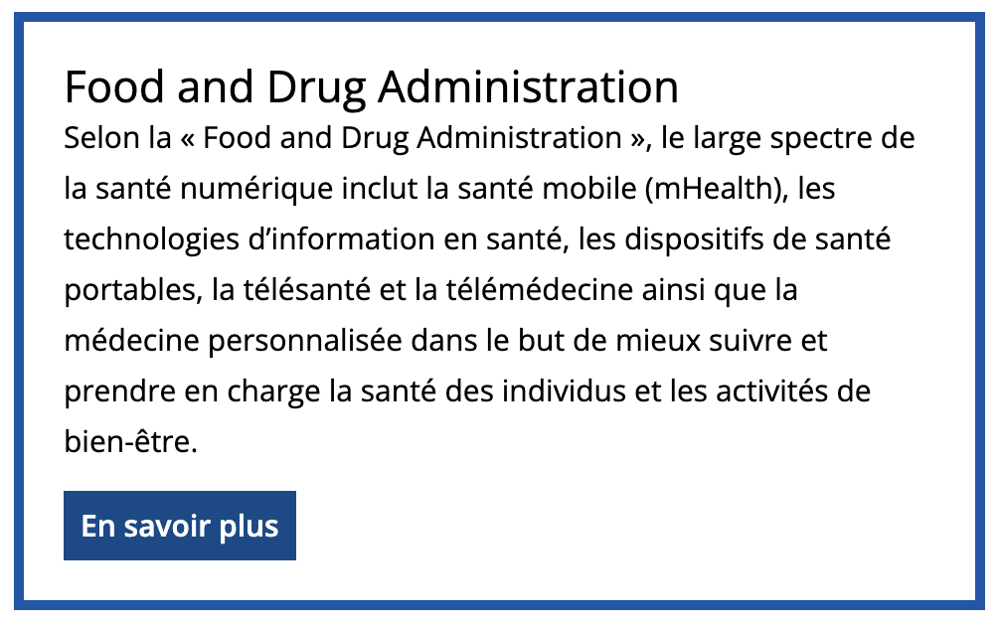 Food and Drug Administration
Selon la « Food and Drug Administration », le large spectre de
la santé numérique inclut la santé mobile (mHealth), les
technologies d’information en santé, les dispositifs de santé
portables, la télésanté et la télémédecine ainsi que la
médecine personnalisée dans le but de mieux suivre et
prendre en charge la santé des individus et les activités de
bien-être.
En savoir plus